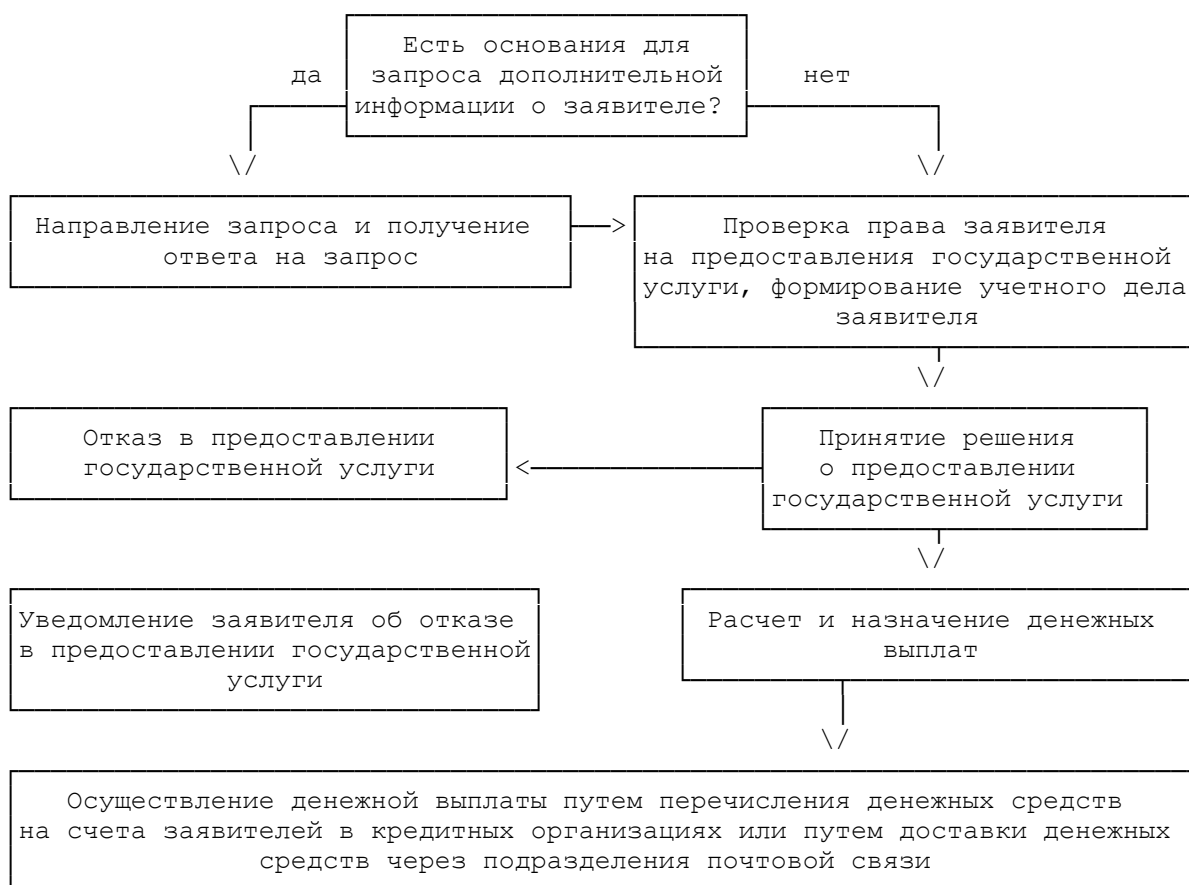 Есть основания для
да запроса дополнительной нет
информации о заявителе?
Направление запроса и получение
ответа на запрос
Проверка права заявителя
на предоставления государственной
услуги, формирование учетного дела
заявителя
Отказ в предоставлении
государственной услуги
Принятие решения
о предоставлении
государственной услуги
Уведомление заявителя об отказе
в предоставлении государственной
услуги
Расчет и назначение денежных
выплат
Осуществление денежной выплаты путем перечисления денежных средств
на счета заявителей в кредитных организациях или путем доставки денежных
средств через подразделения почтовой связи